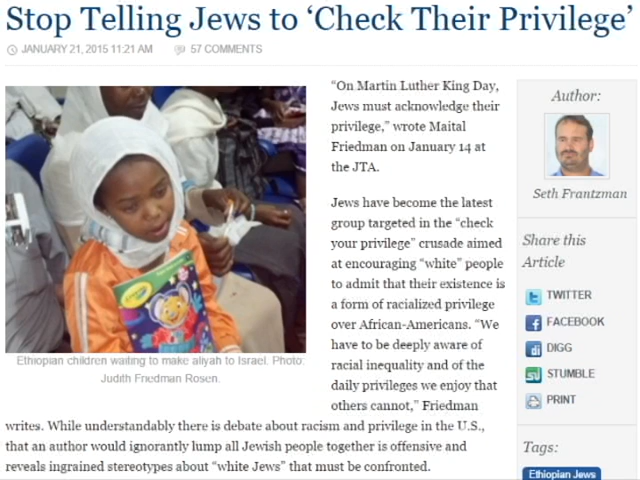 Stop Telling Jews to ‘Check Their Privilege’
JANUARY 21, 2015 11:21 AM 57 COMMENTS
“On Martin Luther King Day,
Jews must acknowledge their
privilege,” wrote Maital
Friedman on January 14 at
the JTA.
Jews have become the latest
group targeted in the “check
your privilege” crusade aimed
at encouraging “white” people
to admit that their existence is
a form of racialized privilege
over African-Americans. “We
have to be deeply aware of
racial inequality and of the
daily privileges we enjoy that
others cannot,” Friedman
writes. While understandably there is debate about racism and privilege in the U.S.,
that an author would ignorantly lump all Jewish people together is offensive and
reveals ingrained stereotypes about “white Jews” that must be confronted.
Ethiopian children waiting to make aliyah to Israel. Photo:
Judith Friedman Rosen.
Author:
Seth Frantzman
Share this
Article
TWITTER
FACEBOOK
DIGG
STUMBLE
PRINT
Tags:
Ethiopian Jews